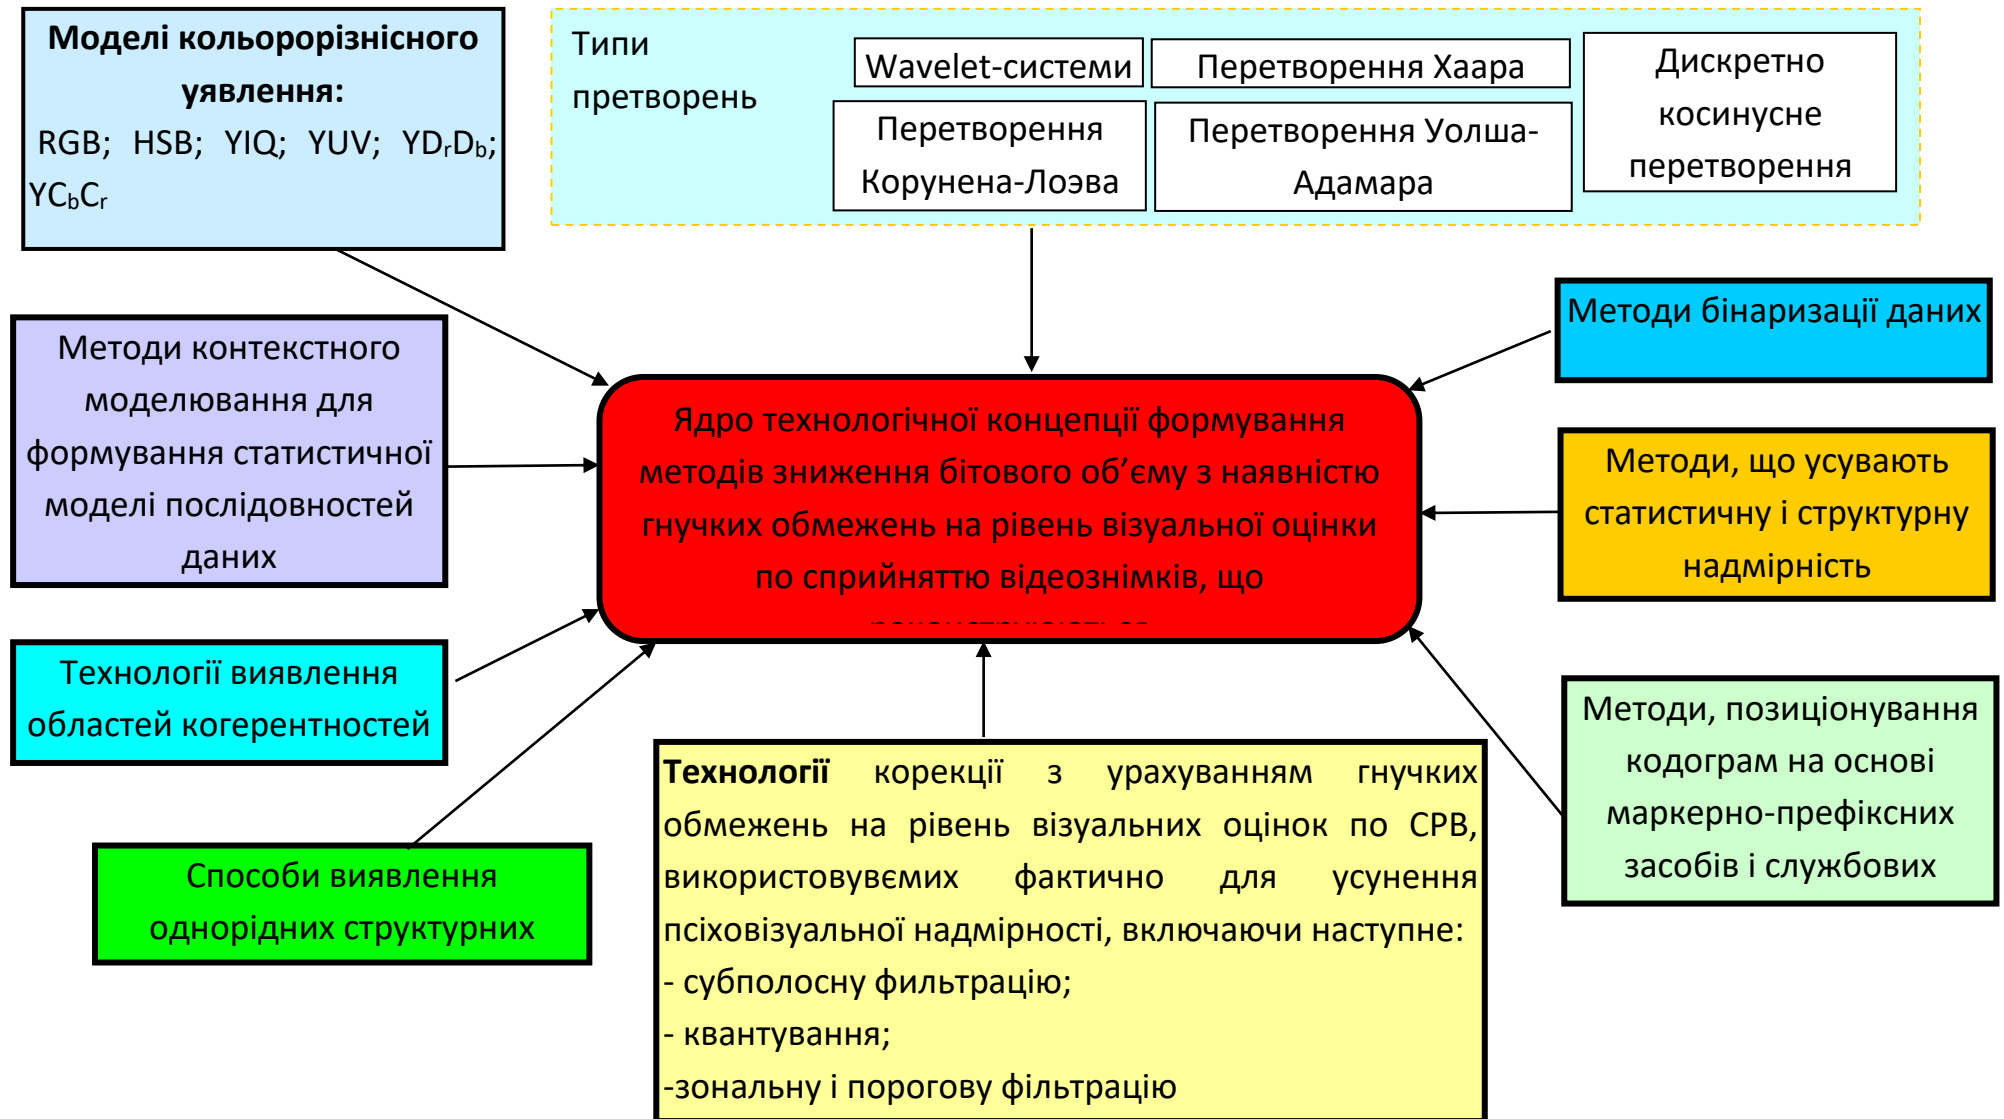 Моделі кольорорізнісного
уявлення:
RGB; HSB; YIQ; YUV; YDrDb;
YCbCr
Типи
претворень
Wavelet-системи
Перетворення Хаара
Дискретно
косинусне
перетворення
Перетворення
Корунена-Лоэва
Перетворення Уолша-
Адамара
Методи бінаризації даних
Методи контекстного
моделювання для
формування статистичної
моделі послідовностей
даних
Ядро технологічної концепції формування
методів зниження бітового об’єму з наявністю
гнучких обмежень на рівень візуальної оцінки
по сприйняттю відеознімків, що
Методи, що усувають
статистичну і структурну
надмірність
Технології виявлення
областей когерентностей
Методи, позиціонування
кодограм на основі
маркерно-префіксних
засобів і службових
Способи виявлення
однорідних структурних
Технології корекції з урахуванням гнучких
обмежень на рівень візуальних оцінок по СРВ,
використовувємих фактично для усунення
псіховізуальної надмірності, включаючи наступне:
- субполосну фильтрацію;
- квантування;
-зональну і порогову фільтрацію